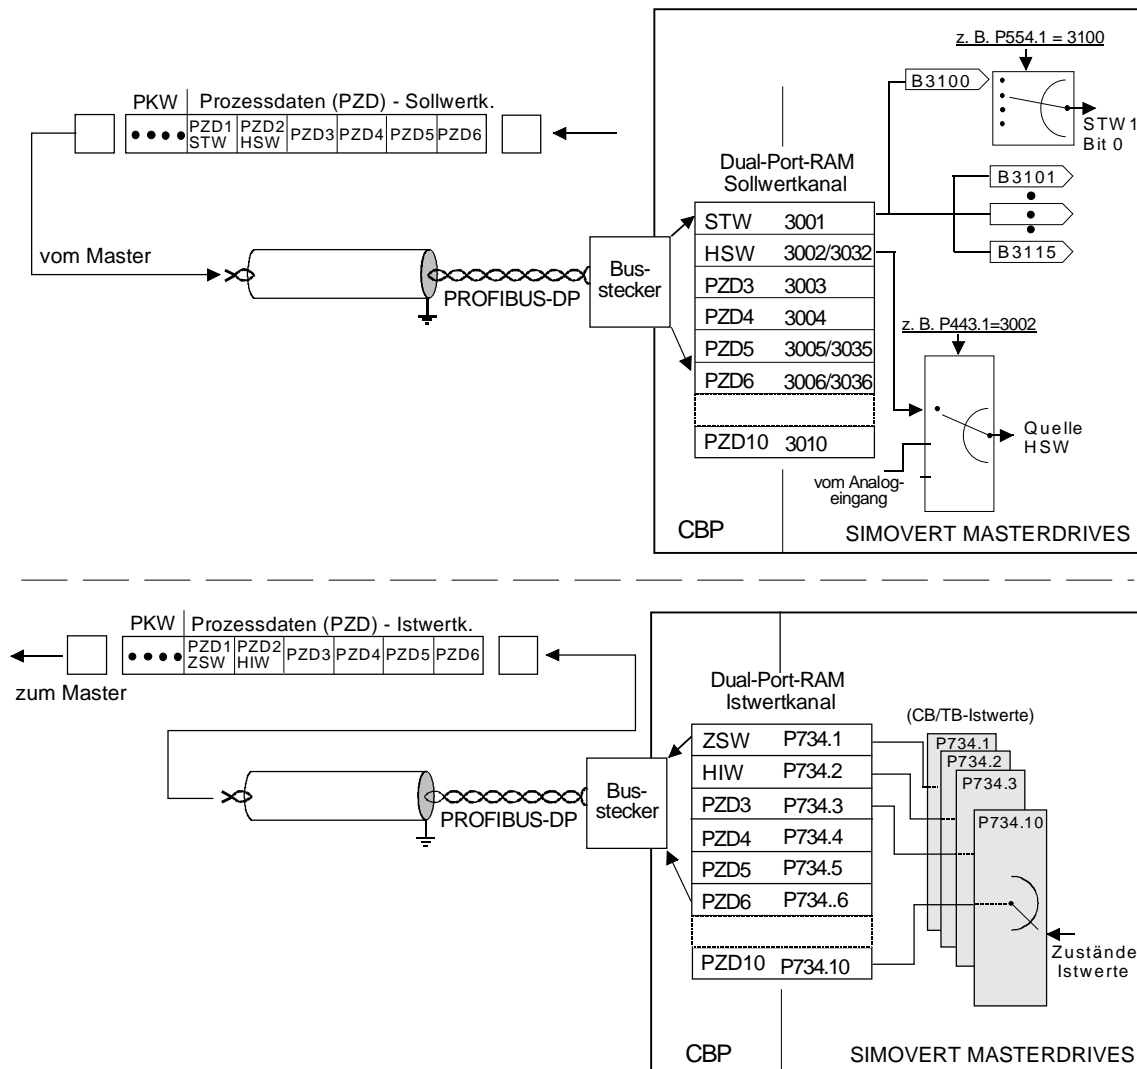 z. B. P554.1 = 3100
B3100
STW1
Bit 0
PKW Prozessdaten (PZD) - Sollwertk.
PZD1 PZD2 PZD3 PZD4 PZD5 PZD6
STW HSW
Dual-Port-RAM
Sollwertkanal
B3101
B3115
STW 3001
HSW 3002/3032
PZD3 3003
PZD4 3004
PZD5 3005/3035
PZD6 3006/3036
PZD10 3010
vom Master
PROFIBUS-DP
Bus-
stecker
z. B. P443.1=3002
Quelle
HSW
vom Analog-
eingang
CBP SIMOVERT MASTERDRIVES
PKW Prozessdaten (PZD) - Istwertk.
PZD1 PZD2 PZD3 PZD4 PZD5 PZD6
ZSW HIW
zum Master
Dual-Port-RAM
Istwertkanal
ZSW P734.1
HIW P734.2
PZD3 P734.3
PZD4 P734.4
PZD5 P734.5
PZD6 P734..6
PZD10 P734.10
PROFIBUS-DP
Bus-
stecker
(CB/TB-Istwerte)
P734.1
P734.2
P734.3
P734.10
Zustände
Istwerte
CBP SIMOVERT MASTERDRIVES